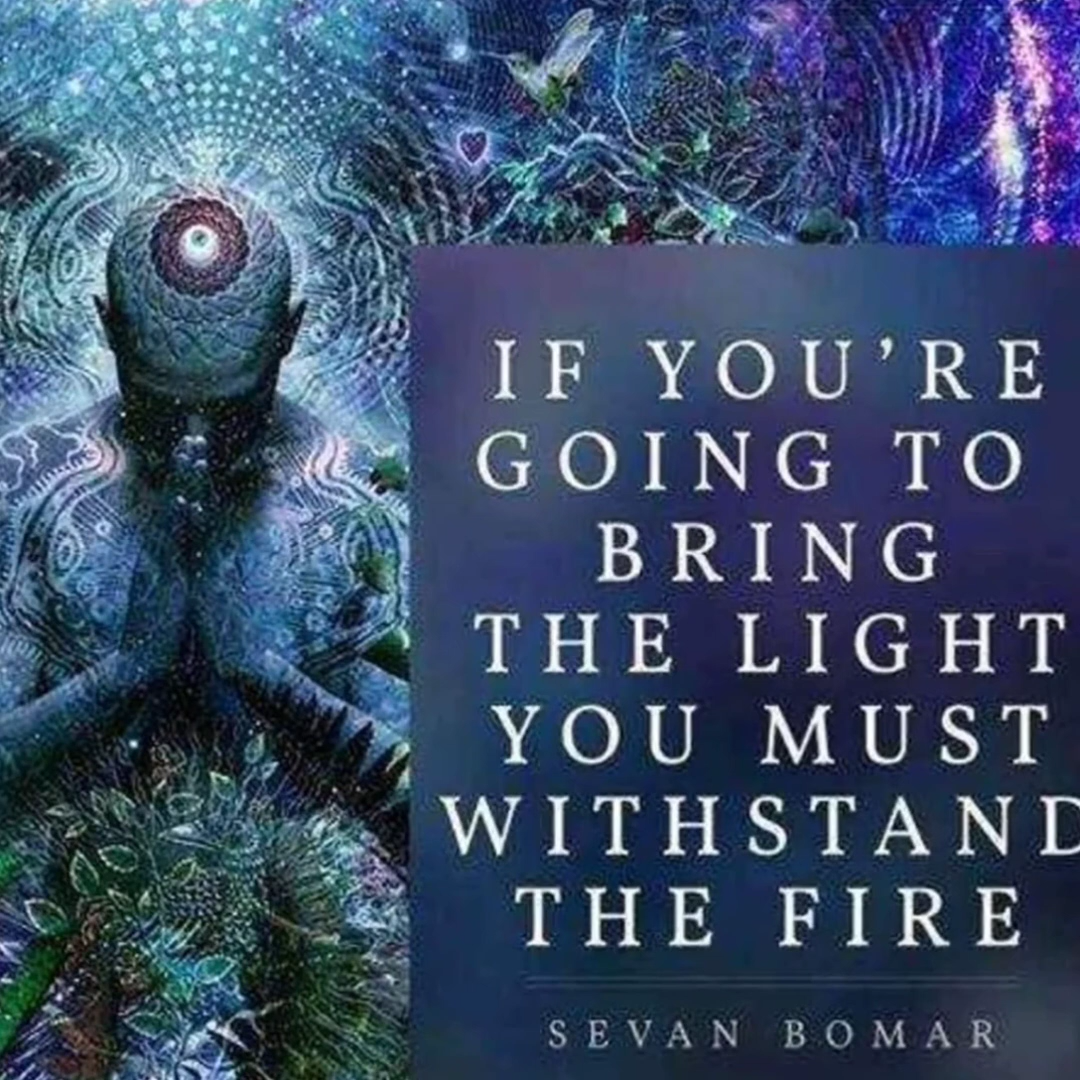 IF YOU'RE
GOING TO
BRING
THE LIGHT
YOU MUST
WITHSTAND
THE FIRE
SEVAN BOMAR